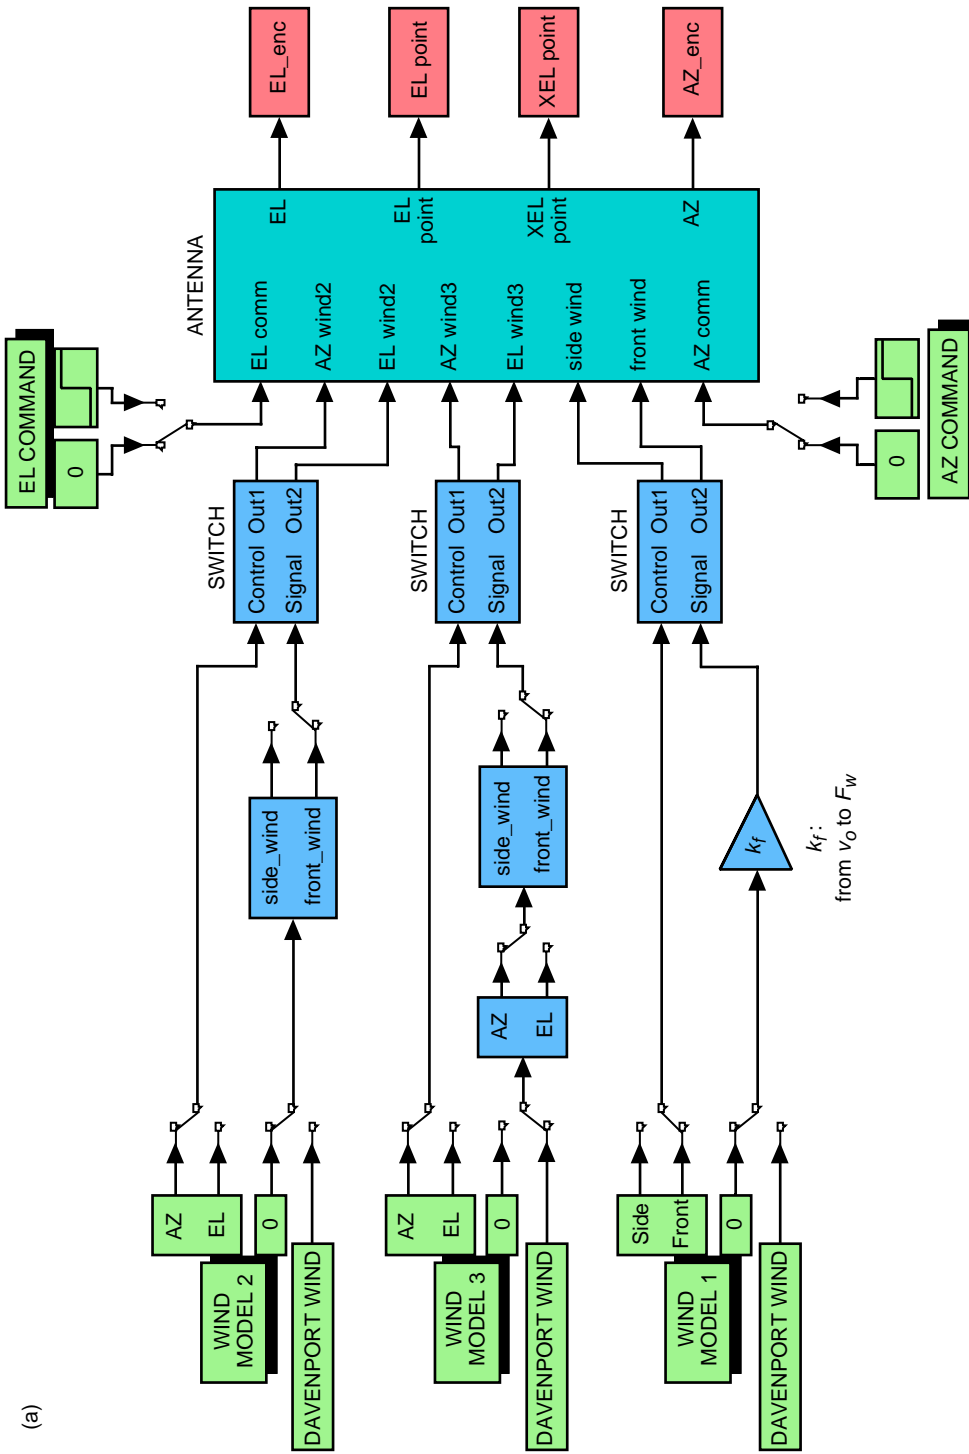 (a)
WIND
MODEL 2
AZ
EL
0
DAVENPORT WIND
side_wind
front_wind
SWITCH
Control Out1
Signal Out2
WIND
MODEL 3
AZ
EL
0
DAVENPORT WIND
AZ
EL
side_wind
front_wind
SWITCH
Control Out1
Signal Out2
WIND
MODEL 1
Side
Front
0
DAVENPORT WIND
kf
kf :
from vo to Fw
SWITCH
Control Out1
Signal Out2
EL COMMAND
0
AZ COMMAND
0
ANTENNA
EL comm
AZ wind2
EL wind2
AZ wind3
EL wind3
side wind
front wind
AZ comm
EL
EL
point
XEL
point
AZ
EL_enc
EL point
XEL point
AZ_enc